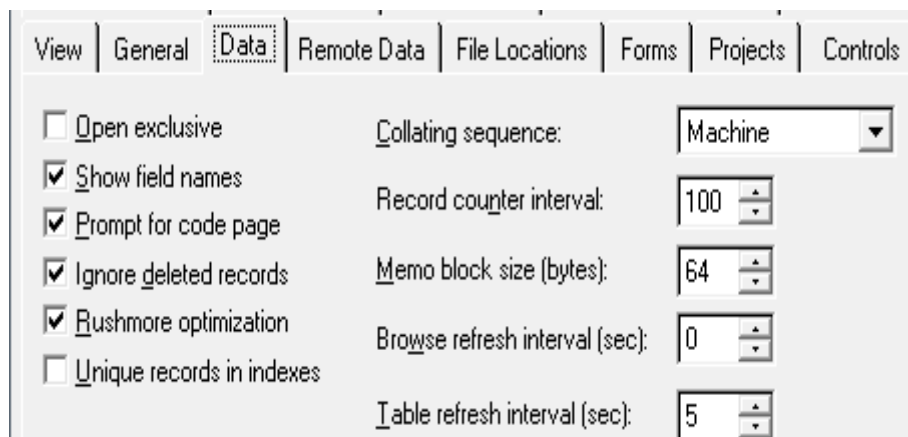 View General Data Remote Data File Locations Forms Projects Controls
Open exclusive
Show field names
Prompt for code page
Ignore deleted records
Rushmore optimization
Unique records in indexes
Collating sequence: Machine
Record counter interval: 100
Memo block size (bytes): 64
Browse refresh interval (sec): 0
Table refresh interval (sec): 5